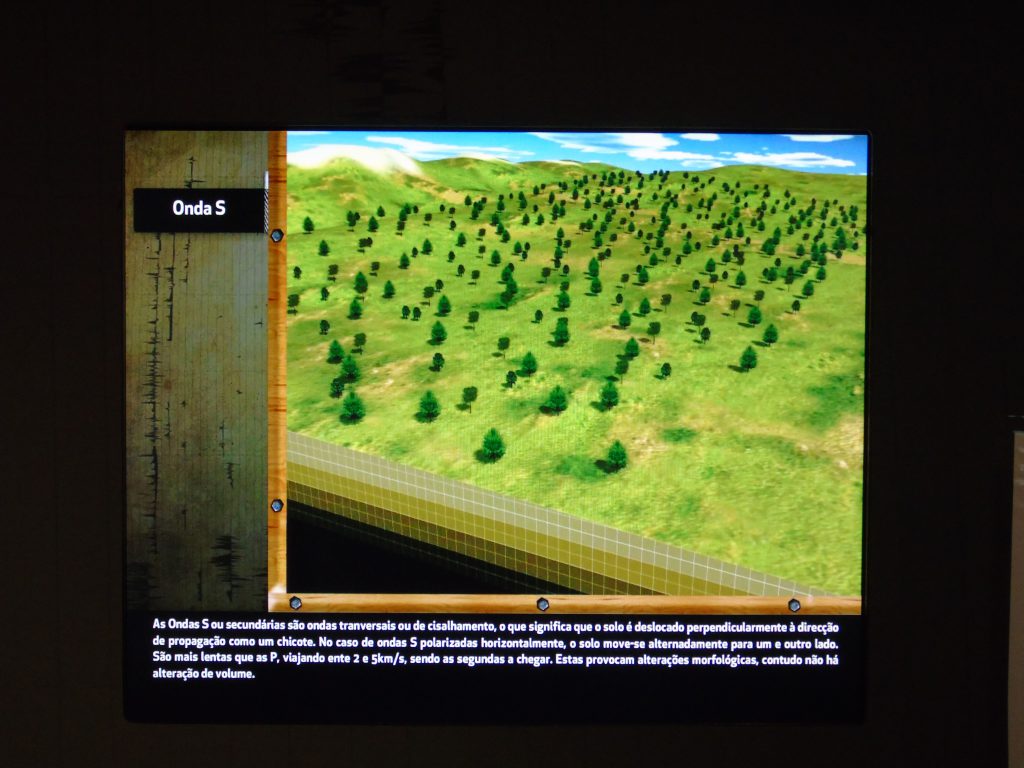 Onda S
As Ondas S ou secundárias são ondas tranversais ou de cisalhamento, o que significa que o solo é deslocado perpendicularmente à direcção
de propagação como um chicote. No caso de ondas S polarizadas horizontalmente, o solo move-se alternadamente para um e outro lado.
São mais lentas que as P, viajando ente 2 e 5km/s, sendo as segundas a chegar. Estas provocam alterações morfológicas, contudo não há
alteração de volume.